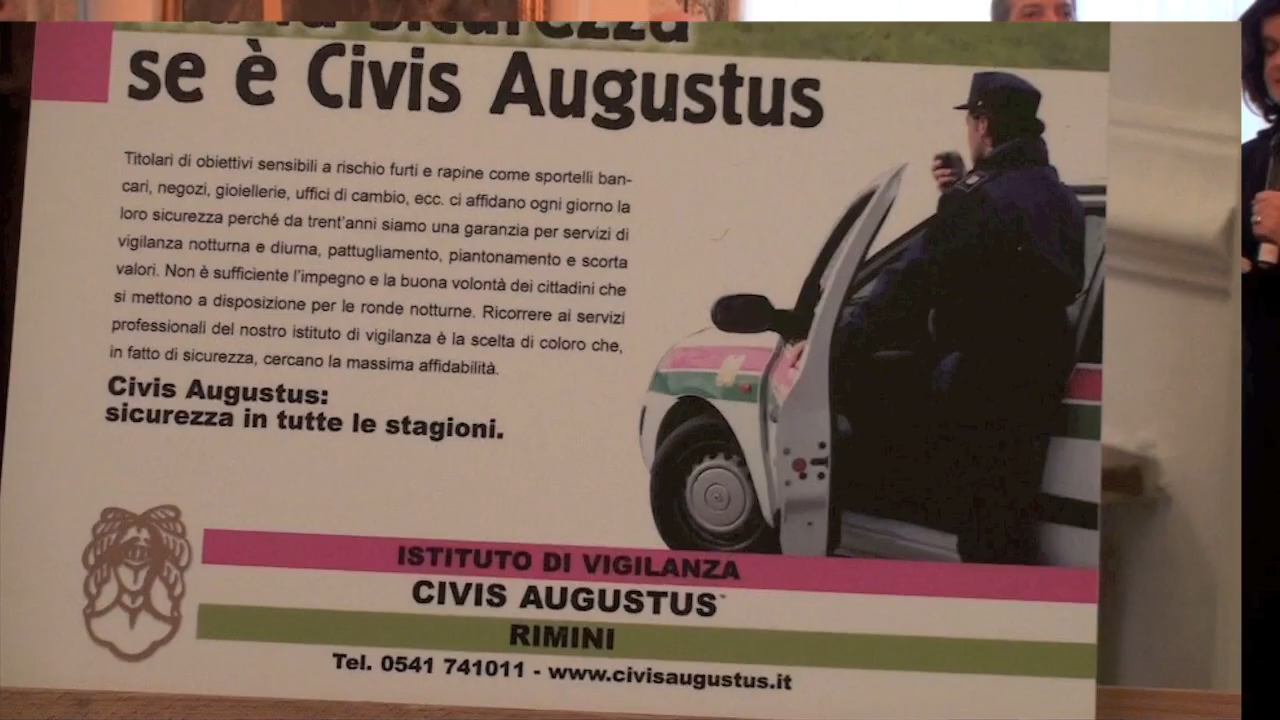 sicurezza
se è Civis Augustus
Titolari di obiettivi sensibili a rischio furti e rapine come sportelli ban-
cari, negozi, gioiellerie, uffici di cambio, ecc. ci affidano ogni giorno la
loro sicurezza perché da trent'anni siamo una garanzia per servizi di
vigilanza notturna e diurna, pattugliamento, piantonamento e scorta
valori. Non è sufficiente l'impegno e la buona volontà dei cittadini che
si mettono a disposizione per le ronde notturne. Ricorrere ai servizi
professionali del nostro istituto di vigilanza è la scelta di coloro che,
in fatto di sicurezza, cercano la massima affidabilità.
Civis Augustus:
sicurezza in tutte le stagioni.
ISTITUTO DI VIGILANZA
CIVIS AUGUSTUS
RIMINI
Tel. 0541 741011 - www.civisaugustus.it